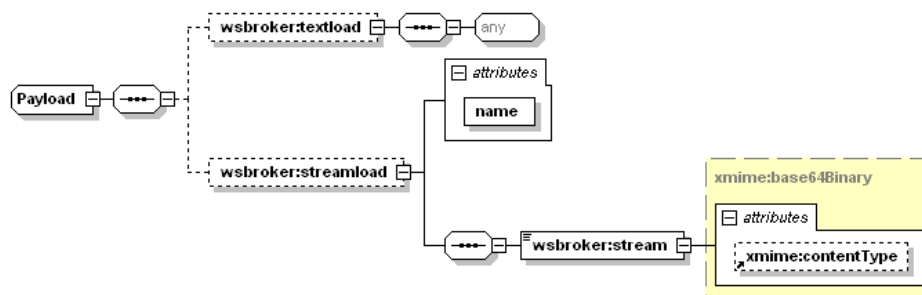 wsbroker:textload
any
attributes
Payload
name
wsbroker:streamload
xmime:base64Binary
attributes
wsbroker:stream
xmime:contentType